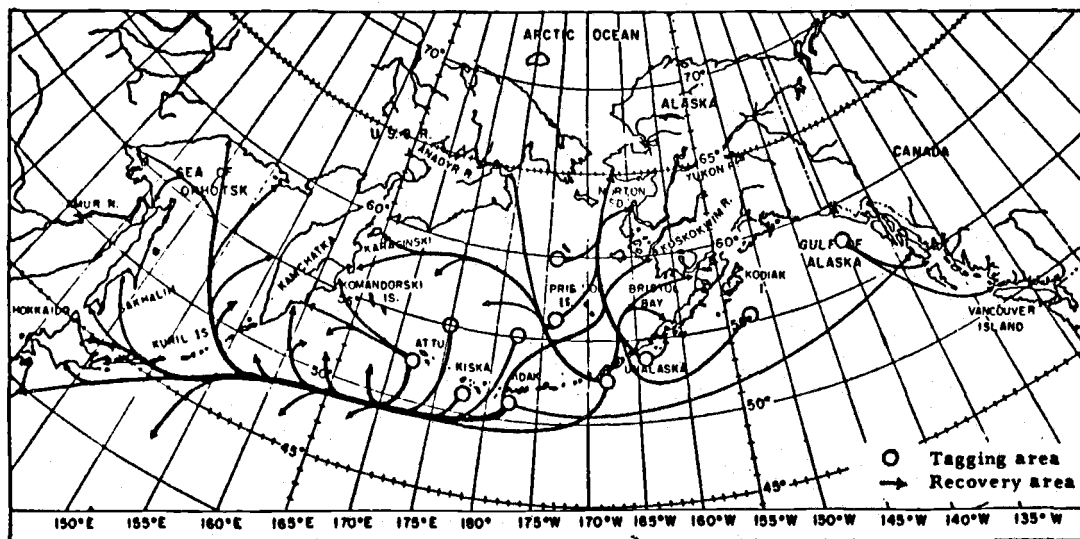 ARCTIC OCEAN
70°
70°
ALASKA
U.S.S.R.
ANADYR R.
65°
YUKON R.
CANADA
SEA OF
OKHOTSK
NORTON
SD.
AMUR R.
60°
KUSKOKWIM R.
60°
KAMCHATKA
KARAGINSKI
GULF OF
ALASKA
KODIAK
I.
KOMANDORSKI
IS.
BRISTOL
BAY
SAKHALIN
HOKKAIDO
VANCOUVER
ISLAND
KURIL IS.
ATTU
UNALASKA
KISKA
ADAK
50°
50°
45°
45°
Tagging area
Recovery area
150°E 155°E 160°E 165°E 170°E 175°E 180° 175°W 170°W 165°W 160°W 155°W 150°W 145°W 140°W 135°W